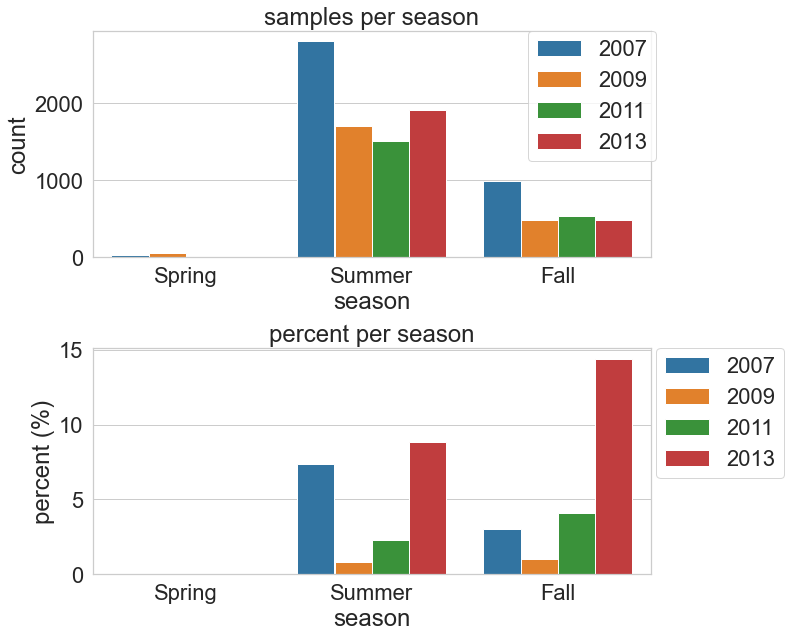 samples per season
count
2000
1000
0
2007
2009
2011
2013
Spring Summer Fall
season
percent per season
percent (%)
15
10
5
0
2007
2009
2011
2013
Spring Summer Fall
season